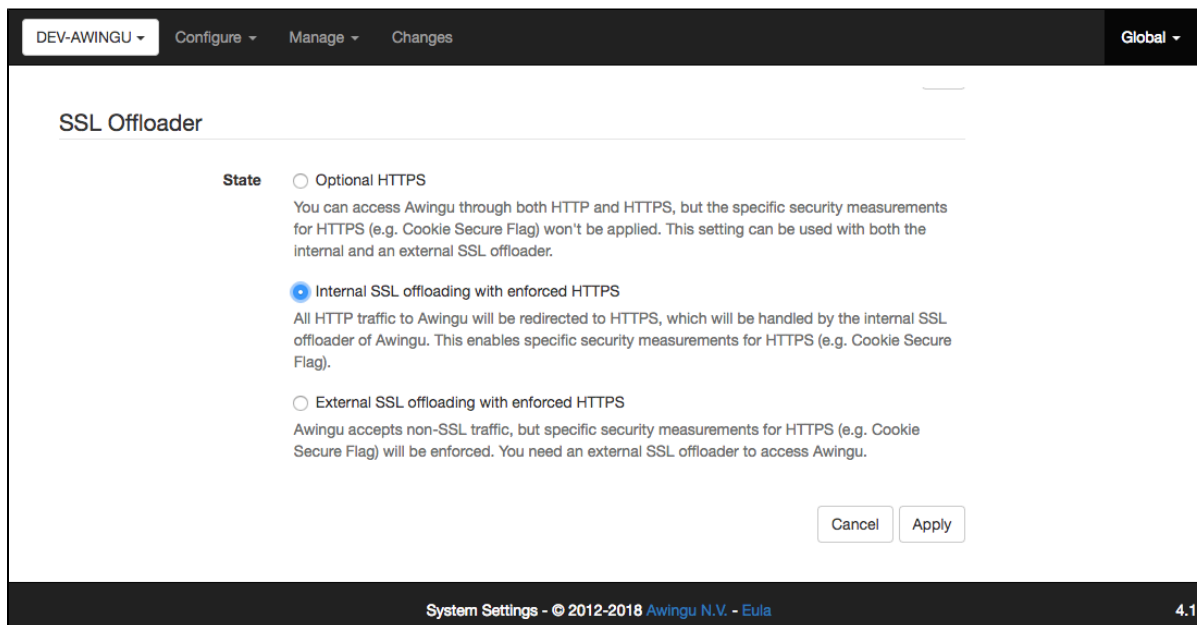 DEV-AWINGU Configure Manage Changes Global
SSL Offloader
State Optional HTTPS
You can access Awingu through both HTTP and HTTPS, but the specific security measurements
for HTTPS (e.g. Cookie Secure Flag) won't be applied. This setting can be used with both the
internal and an external SSL offloader.
Internal SSL offloading with enforced HTTPS
All HTTP traffic to Awingu will be redirected to HTTPS, which will be handled by the internal SSL
offloader of Awingu. This enables specific security measurements for HTTPS (e.g. Cookie Secure
Flag).
External SSL offloading with enforced HTTPS
Awingu accepts non-SSL traffic, but specific security measurements for HTTPS (e.g. Cookie
Secure Flag) will be enforced. You need an external SSL offloader to access Awingu.
Cancel Apply
System Settings - © 2012-2018 Awingu N.V. - Eula 4.1